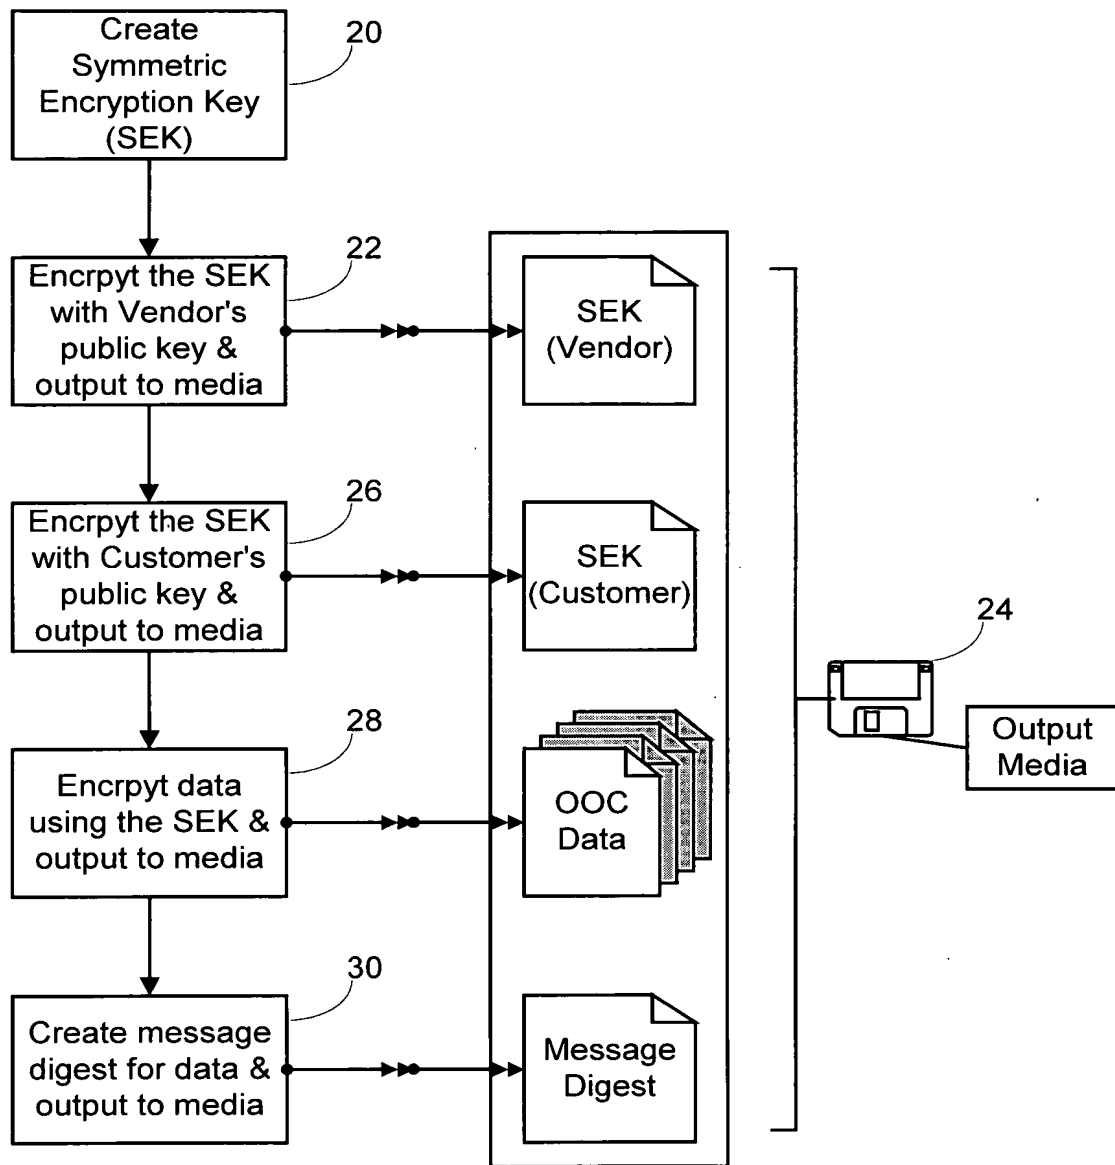 Create
Symmetric
Encryption Key
(SEK)
20
Encrpyt the SEK
with Vendor's
public key &
output to media
22
SEK
(Vendor)
Encrpyt the SEK
with Customer's
public key &
output to media
26
SEK
(Customer)
24
Output
Media
Encrpyt data
using the SEK &
output to media
28
OOC
Data
Create message
digest for data &
output to media
30
Message
Digest